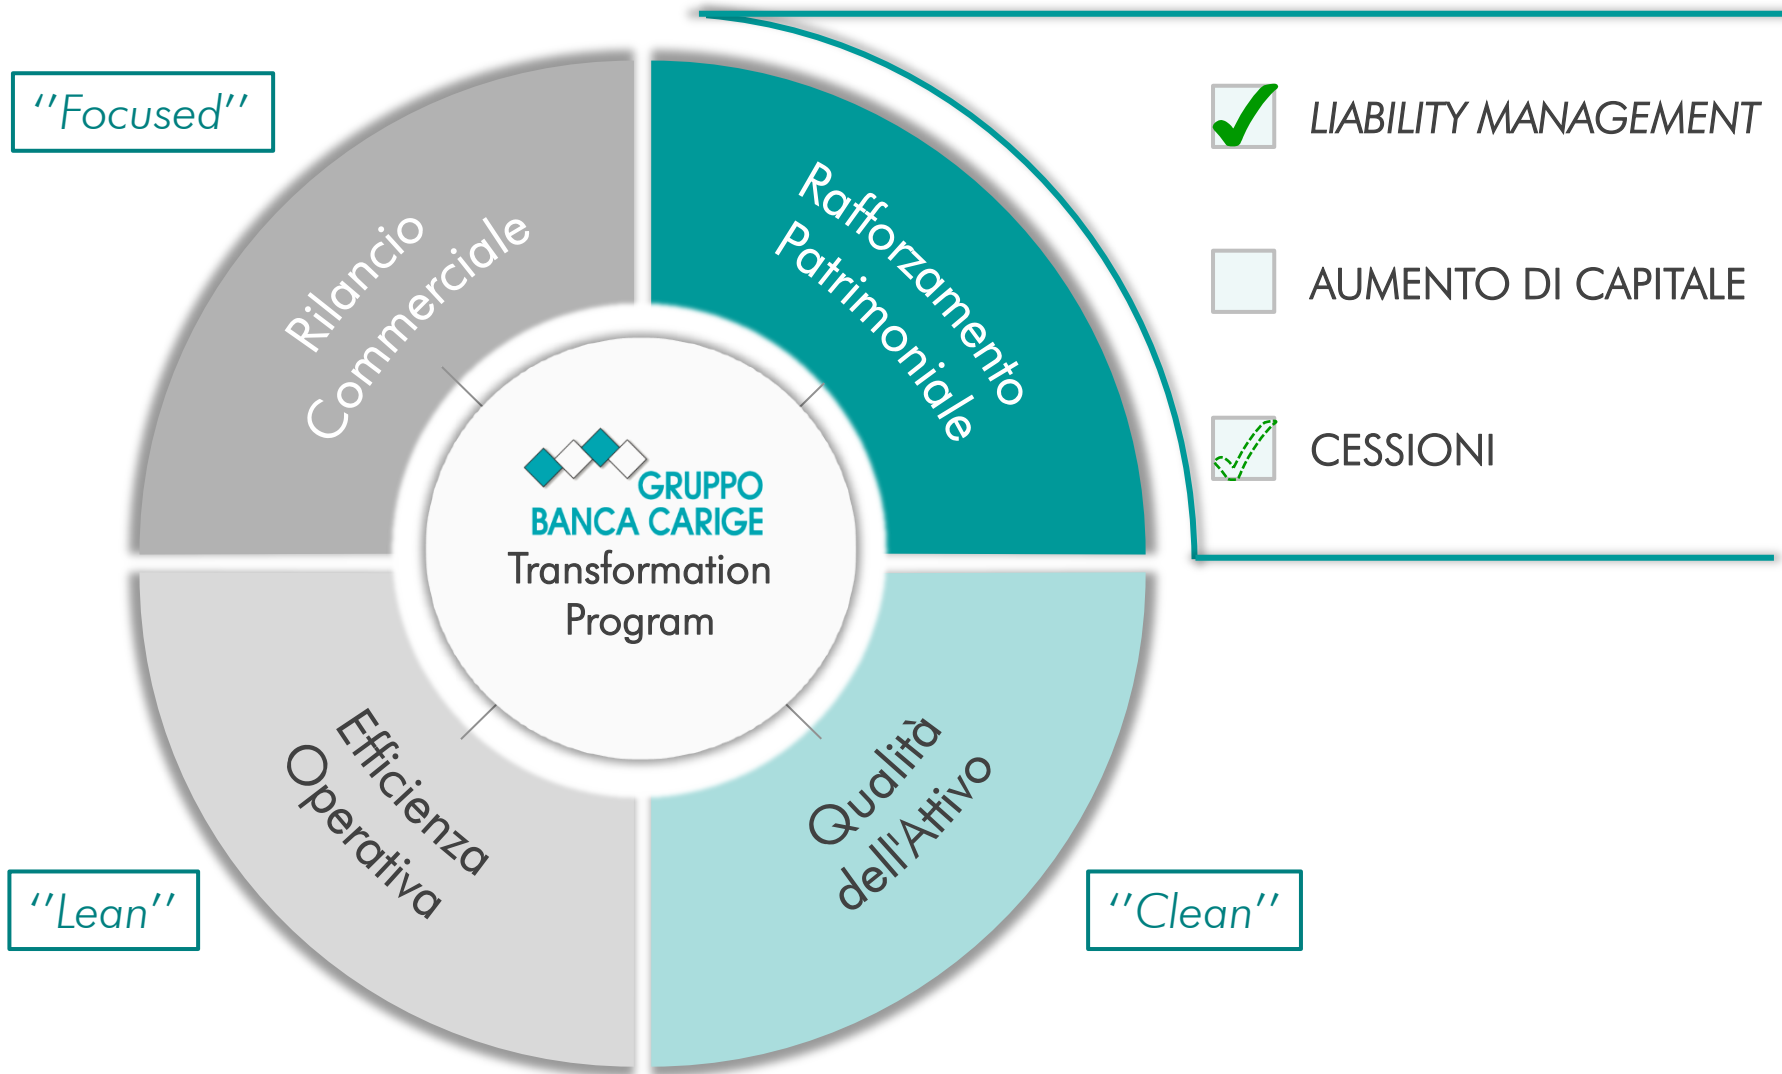 ''Focused''
Rilancio
Commerciale
Rafforzamento
Patrimoniale
LIABILITY MANAGEMENT
AUMENTO DI CAPITALE
CESSIONI
GRUPPO
BANCA CARIGE
Transformation
Program
Efficienza
Operativa
Qualità
dell'Attivo
''Lean''
''Clean''